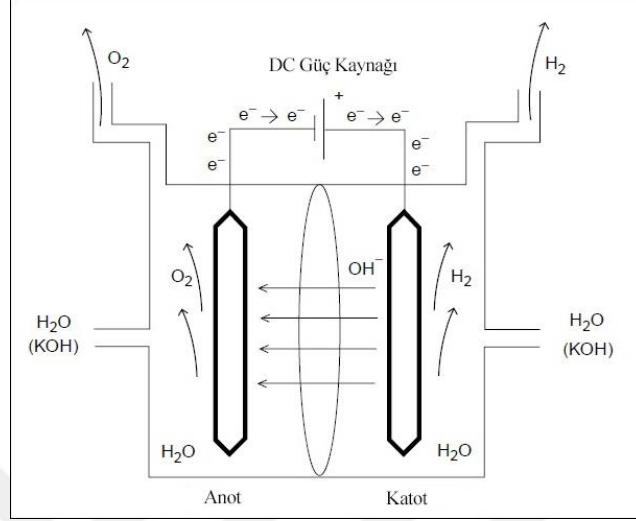 O₂
H₂
DC Güç Kaynağı
+
e⁻ → e⁻
e⁻ → e⁻
e⁻
e⁻
e⁻
e⁻
OH⁻
O₂
H₂
H₂O
(KOH)
H₂O
(KOH)
H₂O
H₂O
Anot
Katot